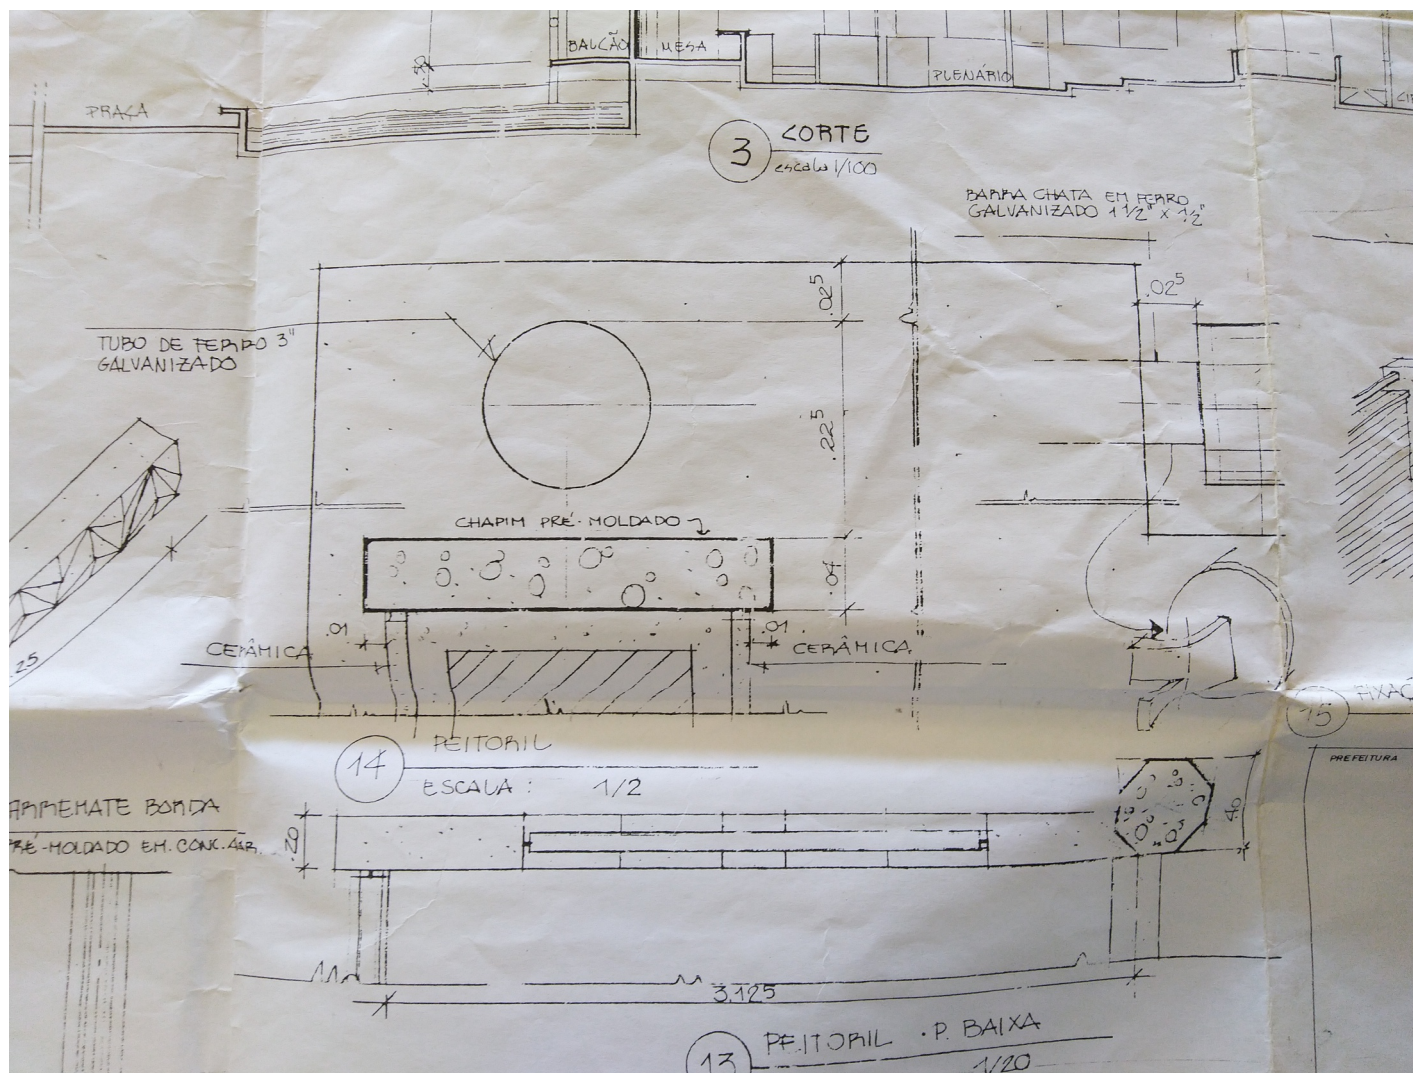 BALCÃO
MESA
PLENÁRIO
PRAÇA
3
CORTE
escala 1/100
BARRA CHATA EM FERRO
GALVANIZADO 1 1/2" x 1/2"
.02⁵
.02⁵
TUBO DE FERRO 3"
GALVANIZADO
.22⁵
CHAPIM PRÉ-MOLDADO
.04
.01
.01
CERÂMICA
CERÂMICA
.25
15
14
PEITORIL
ESCALA : 1/2
PREFEITURA
ARREMATE BORDA
PRÉ-MOLDADO EM.CONC.AAR.
.20
.40
3.125
13
PEITORIL · P. BAIXA
1/20